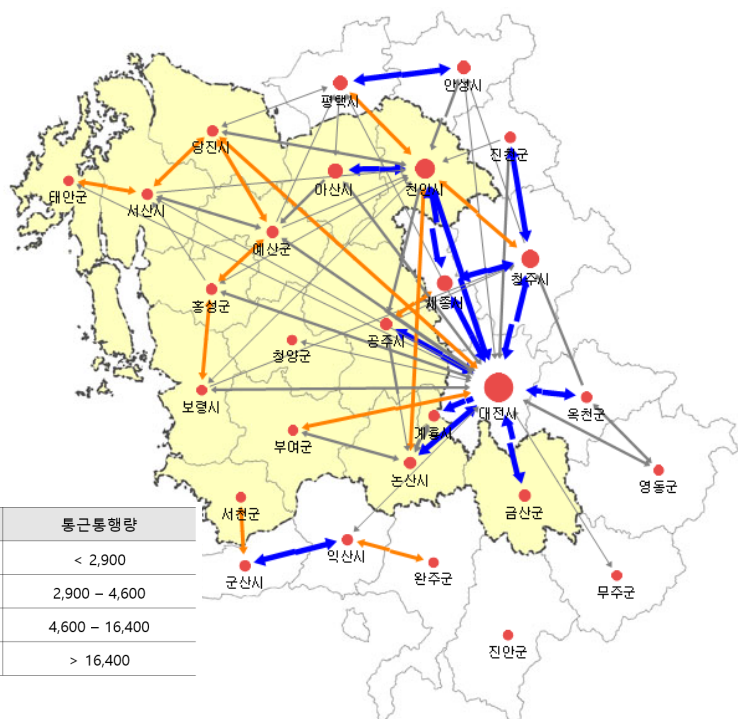 안성시
평택시
당진시
진천군
아산시
천안시
태안군
서산시
예산군
청주시
세종시
홍성군
공주시
청양군
대전시
보령시
옥천군
계룡시
부여군
논산시
영동군
서천군
금산군
통근통행량
< 2,900
2,900 – 4,600
4,600 – 16,400
> 16,400
군산시
익산시
완주군
무주군
진안군